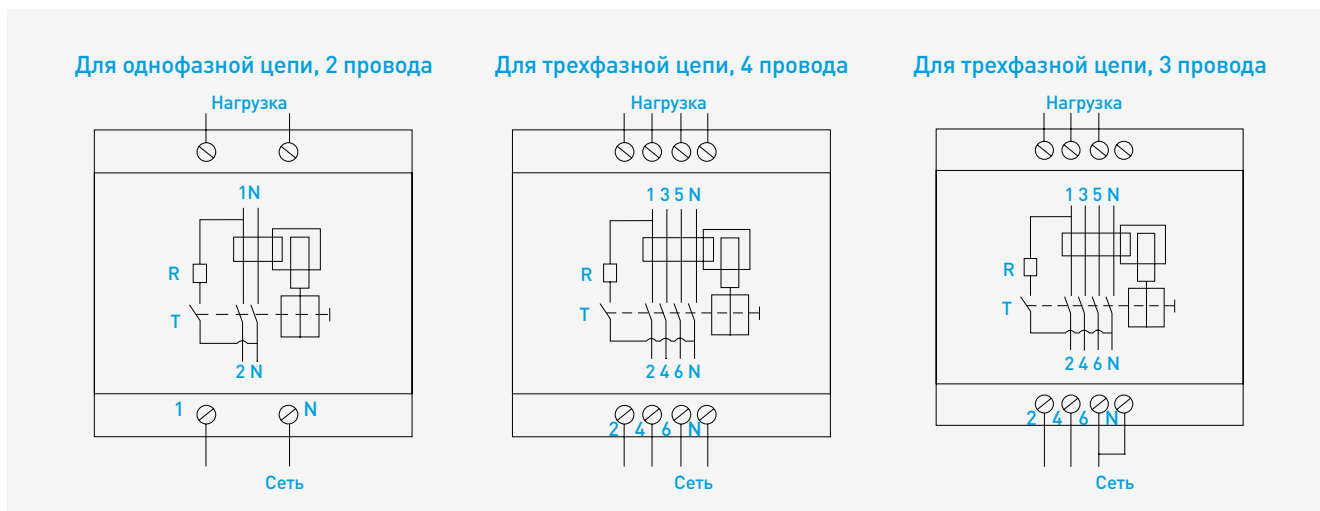 Для однофазной цепи, 2 провода
Нагрузка
1N
R
T
2 N
1
N
Сеть
Для трехфазной цепи, 4 провода
Нагрузка
1 3 5 N
R
T
2 4 6 N
2 4 6 N
Сеть
Для трехфазной цепи, 3 провода
Нагрузка
1 3 5 N
R
T
2 4 6 N
2 4 6 N
Сеть